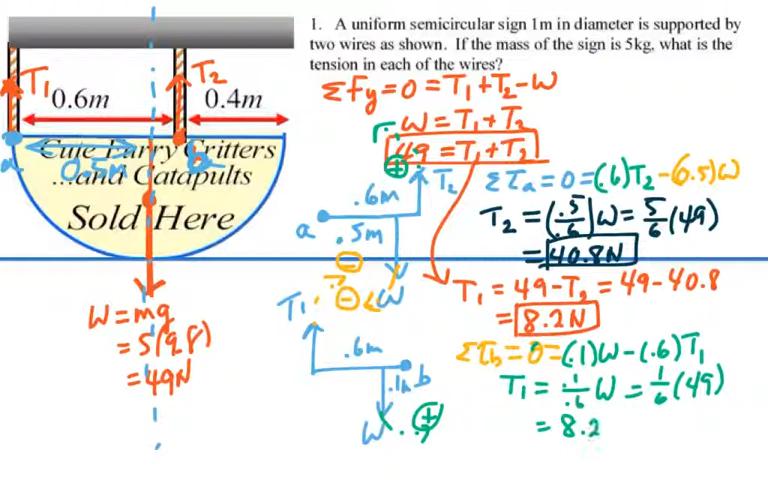 1. A uniform semicircular sign 1m in diameter is supported by
two wires as shown. If the mass of the sign is 5kg, what is the
tension in each of the wires?
T₁
T₂
0.6m
0.4m
a
b
0.5m
Cute Furry Critters
...and Catapults
Sold Here
W = mg
= 5(9.8)
= 49N
ΣFy = 0 = T₁ + T₂ - W
W = T₁ + T₂
49 = T₁ + T₂
+
.6m
T₂
a
.5m
-
W
Στa = 0 = (.6)T₂ - (0.5)W
T₂ = (.5/.6)W = 5/6(49)
= 40.8N
T₁ = 49 - T₂ = 49 - 40.8
= 8.2N
T₁
-
.6m
.1m
b
W
+
Στb = 0 = (.1)W - (.6)T₁
T₁ = .1/.6 W = 1/6(49)
= 8.2